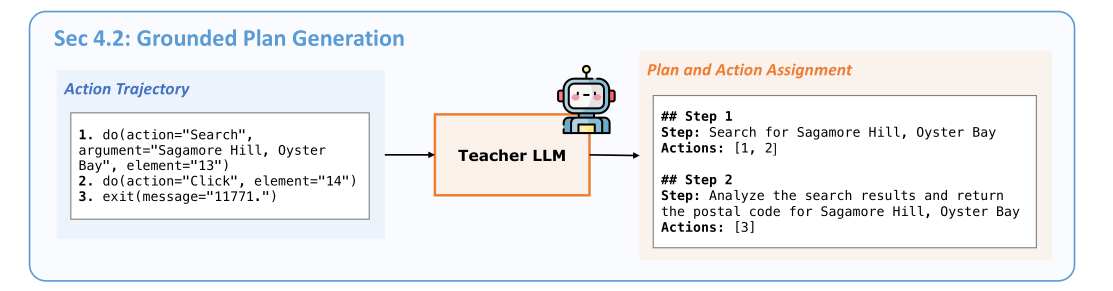 Sec 4.2: Grounded Plan Generation
Action Trajectory
1. do(action="Search",
argument="Sagamore Hill, Oyster
Bay", element="13")
2. do(action="Click", element="14")
3. exit(message="11771.")
Teacher LLM
Plan and Action Assignment
## Step 1
Step: Search for Sagamore Hill, Oyster Bay
Actions: [1, 2]
## Step 2
Step: Analyze the search results and return
the postal code for Sagamore Hill, Oyster Bay
Actions: [3]